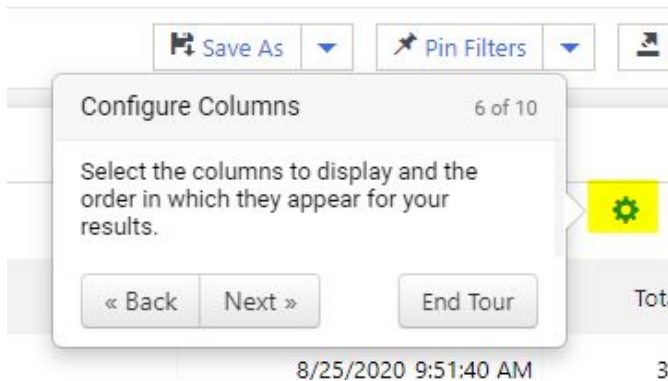 Save As
Pin Filters
Configure Columns
6 of 10
Select the columns to display and the
order in which they appear for your
results.
« Back
Next »
End Tour
8/25/2020 9:51:40 AM